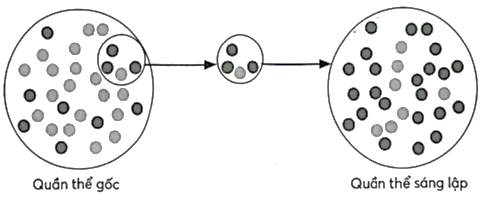 Quần thể gốc
Quần thể sáng lập